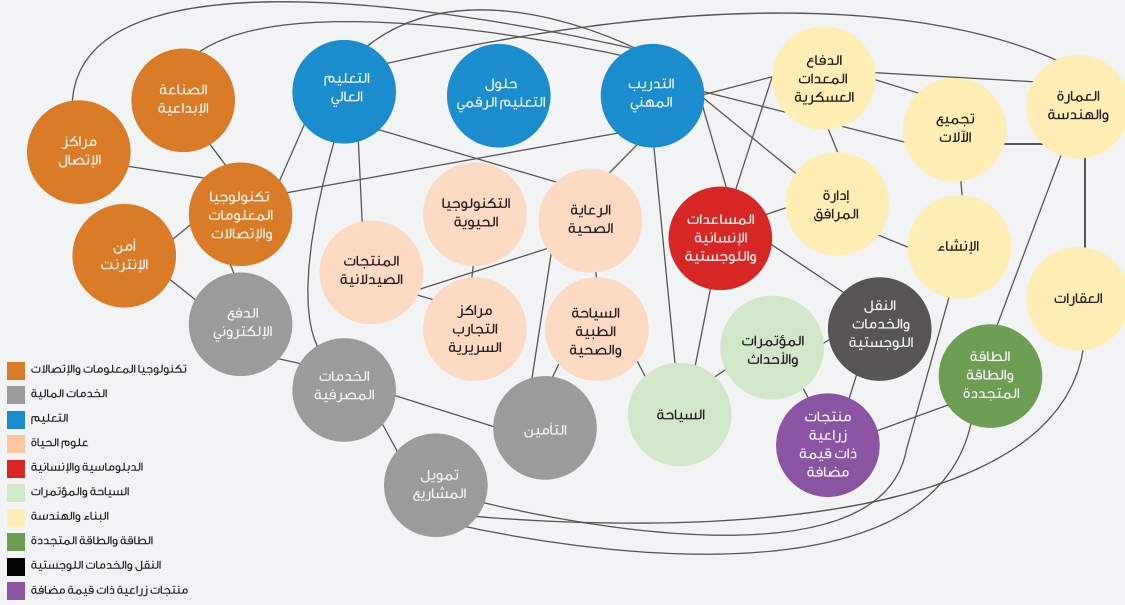 الصناعة
الإبداعية
مراكز
الإتصال
التعليم
العالي
حلول
التعليم الرقمي
التدريب
المهني
الدفاع
المعدات
العسكرية
تجميع
الآلات
العمارة
والهندسة
تكنولوجيا
المعلومات
والإتصالات
أمن
الإنترنت
التكنولوجيا
الحيوية
الرعاية
الصحية
المساعدات
الإنسانية
واللوجستية
إدارة
المرافق
الإنشاء
العقارات
المنتجات
الصيدلانية
الدفع
الإلكتروني
مراكز
التجارب
السريرية
السياحة
الطبية
والصحية
المؤتمرات
والأحداث
النقل
والخدمات
اللوجستية
الطاقة
والطاقة
المتجددة
الخدمات
المصرفية
التأمين
السياحة
منتجات
زراعية
ذات قيمة
مضافة
تمويل
المشاريع
تكنولوجيا المعلومات والإتصالات
الخدمات المالية
التعليم
علوم الحياة
الدبلوماسية والإنسانية
السياحة والمؤتمرات
البناء والهندسة
الطاقة والطاقة المتجددة
النقل والخدمات اللوجستية
منتجات زراعية ذات قيمة مضافة